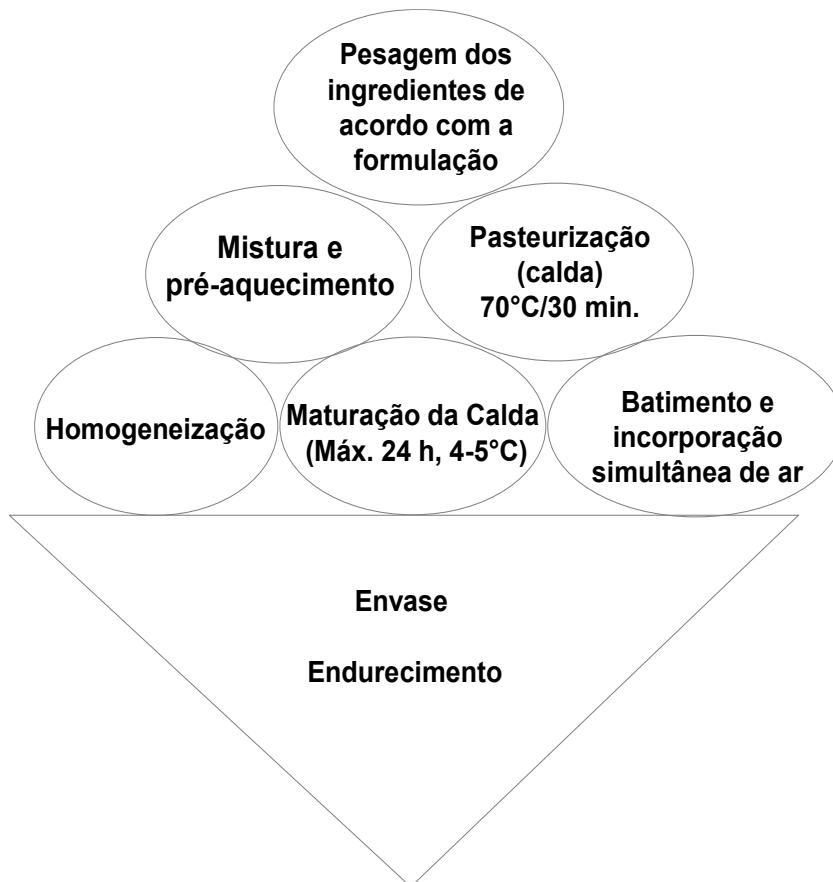 Pesagem dos
ingredientes de
acordo com a
formulação
Mistura e
pré-aquecimento
Pasteurização
(calda)
70°C/30 min.
Homogeneização
Maturação da Calda
(Máx. 24 h, 4-5°C)
Batimento e
incorporação
simultânea de ar
Envase
Endurecimento